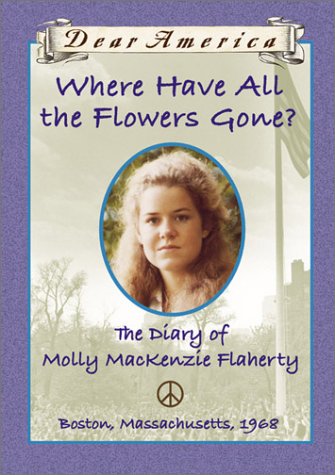 Dear America
Where Have All
the Flowers Gone?
The Diary of
Molly MacKenzie Flaherty
Boston, Massachusetts, 1968